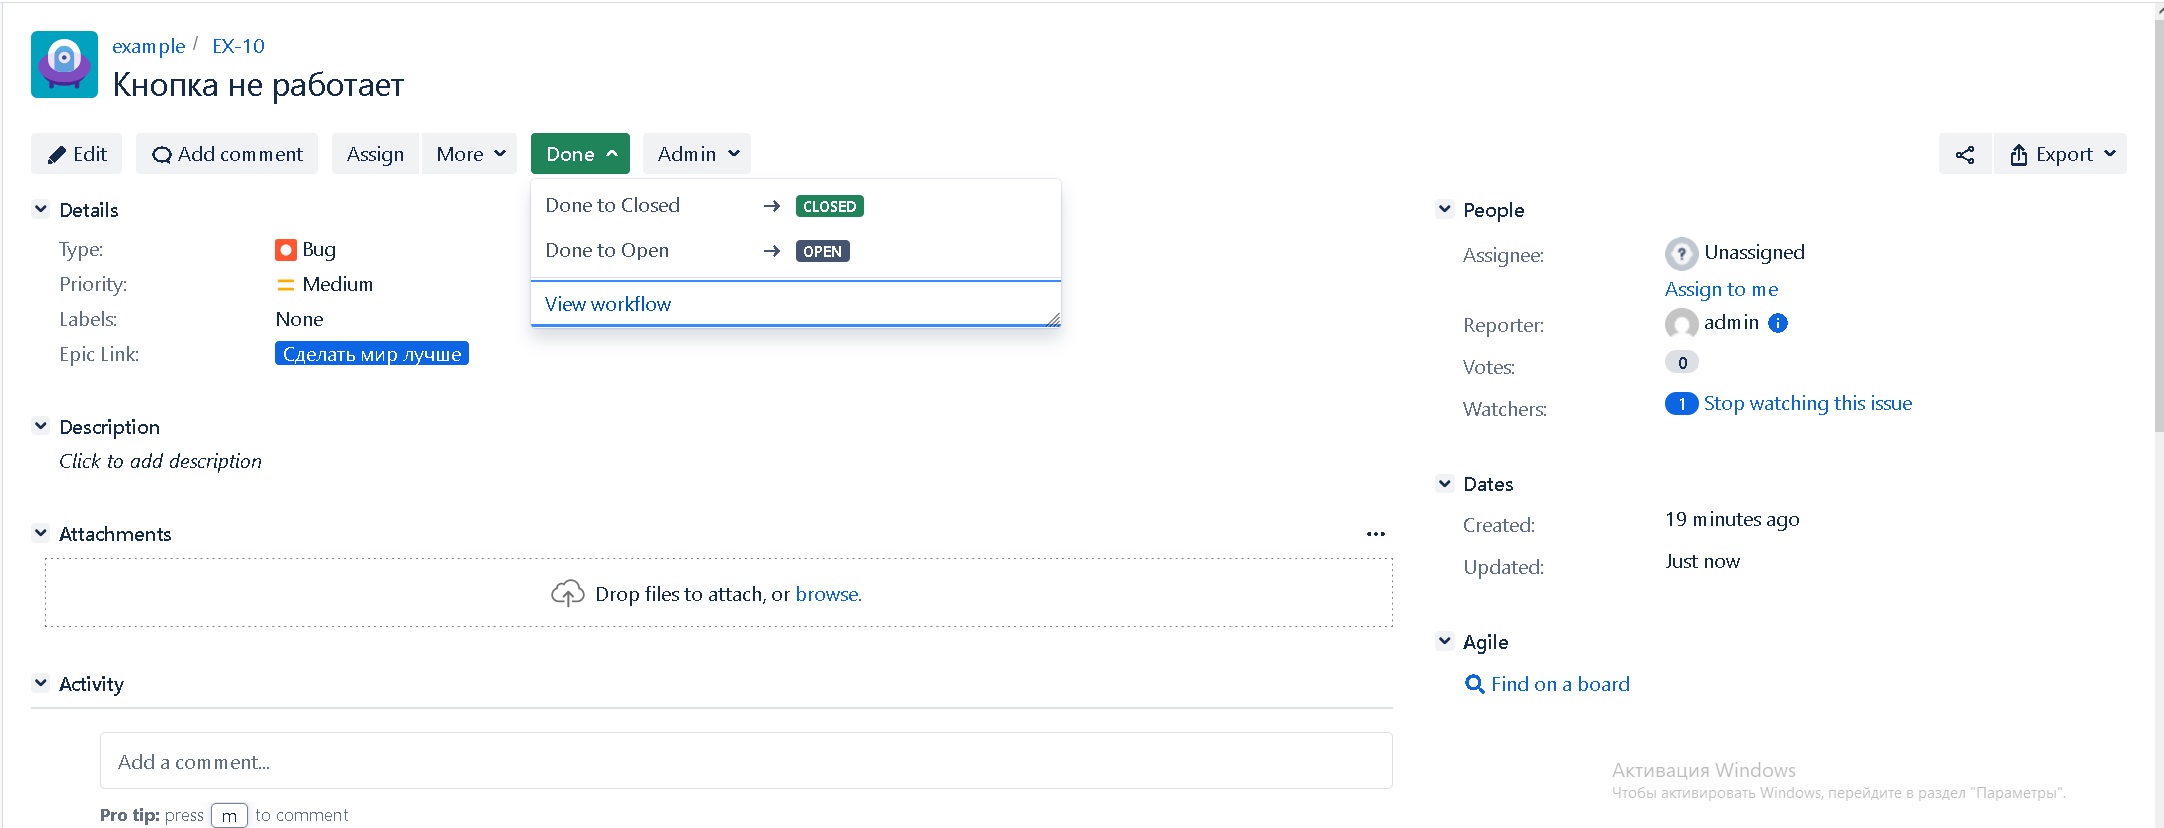 example / EX-10
Кнопка не работает
Edit Add comment Assign More Done Admin Export
Done to Closed → CLOSED
Done to Open → OPEN
View workflow
Details
Type: Bug
Priority: Medium
Labels: None
Epic Link: Сделать мир лучше
Description
Click to add description
Attachments
Drop files to attach, or browse.
Activity
Add a comment...
Pro tip: press m to comment
People
Assignee: ? Unassigned
Assign to me
Reporter: admin i
Votes: 0
Watchers: 1 Stop watching this issue
Dates
Created: 19 minutes ago
Updated: Just now
Agile
Find on a board
Активация Windows
Чтобы активировать Windows, перейдите в раздел "Параметры".